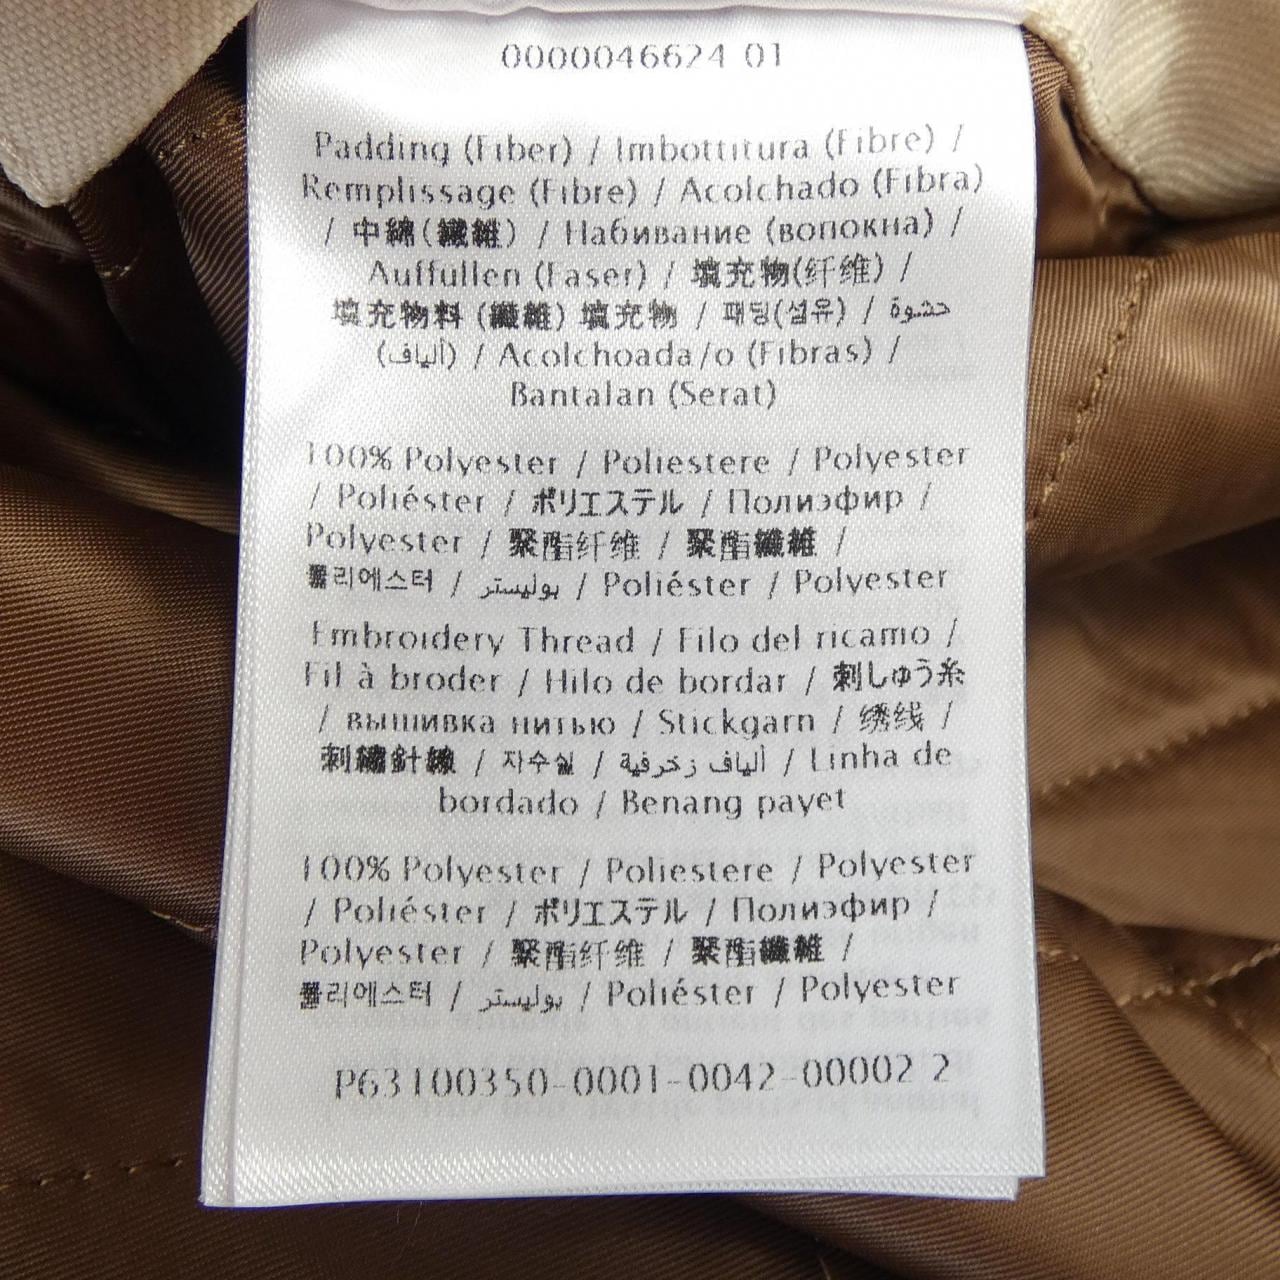 0000046624 01
Padding (Fiber) / Imbottitura (Fibre) /
Remplissage (Fibre) / Acolchado (Fibra)
/ 中綿(繊維) / Набивание (вопокна) /
Auffullen (Faser) / 填充物(纤维) /
填充物料 (纖維) 填充物 / 패딩(섬유) / حشوة
(ألياف) / Acolchoada/o (Fibras) /
Bantalan (Serat)
100% Polyester / Poliestere / Polyester
/ Poliéster / ポリエステル / Полиэфир /
Polyester / 聚酯纤维 / 聚酯纖維 /
폴리에스터 / بوليستر / Poliéster / Polyester
Embroidery Thread / Filo del ricamo /
Fil à broder / Hilo de bordar / 刺しゅう糸
/ вышивка нитью / Stickgarn / 绣线 /
刺繡針線 / 자수실 / ألياف زخرفية / Linha de
bordado / Benang payet
100% Polyester / Poliestere / Polyester
/ Poliéster / ポリエステル / Полиэфир /
Polyester / 聚酯纤维 / 聚酯纖維 /
폴리에스터 / بوليستر / Poliéster / Polyester
P63100350-0001-0042-00002 2